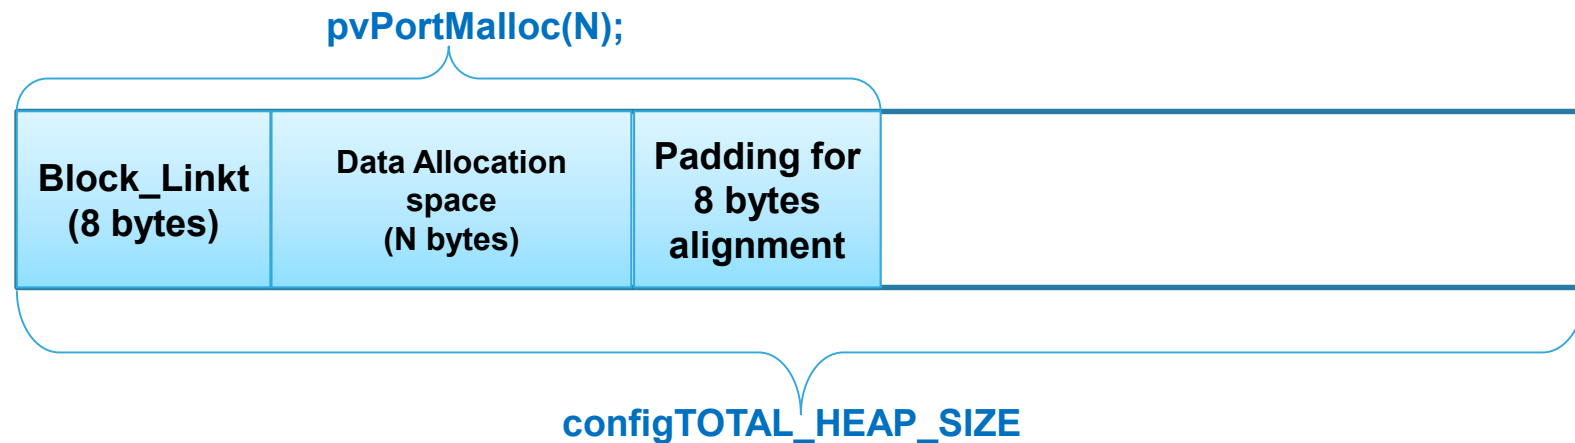 pvPortMalloc(N);
Block_Linkt
(8 bytes)
Data Allocation
space
(N bytes)
Padding for
8 bytes
alignment
configTOTAL_HEAP_SIZE